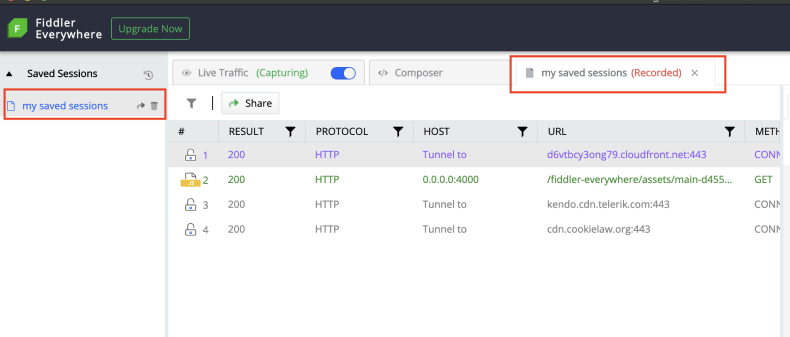 Fiddler
Everywhere
Upgrade Now
Saved Sessions
Live Traffic (Capturing)
Composer
my saved sessions (Recorded)
my saved sessions
Share
# RESULT PROTOCOL HOST URL METH
1 200 HTTP Tunnel to d6vtbcy3ong79.cloudfront.net:443 CONN
JS 2 200 HTTP 0.0.0.0:4000 /fiddler-everywhere/assets/main-d455... GET
3 200 HTTP Tunnel to kendo.cdn.telerik.com:443 CONN
4 200 HTTP Tunnel to cdn.cookielaw.org:443 CONN